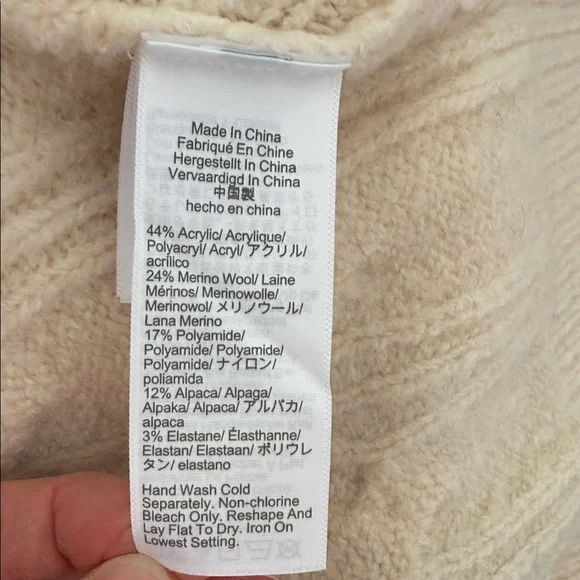 Made In China
Fabriqué En Chine
Hergestellt In China
Vervaardigd In China
中国製
hecho en china
44% Acrylic/ Acrylique/
Polyacryl/ Acryl/ アクリル/
acrílico
24% Merino Wool/ Laine
Mérinos/ Merinowolle/
Merinowol/ メリノウール/
Lana Merino
17% Polyamide/
Polyamide/ Polyamide/
Polyamide/ ナイロン/
poliamida
12% Alpaca/ Alpaga/
Alpaka/ Alpaca/ アルパカ/
alpaca
3% Elastane/ Élasthanne/
Elastan/ Elastaan/ ポリウレ
タン/ elastano
Hand Wash Cold
Separately. Non-chlorine
Bleach Only. Reshape And
Lay Flat To Dry. Iron On
Lowest Setting.